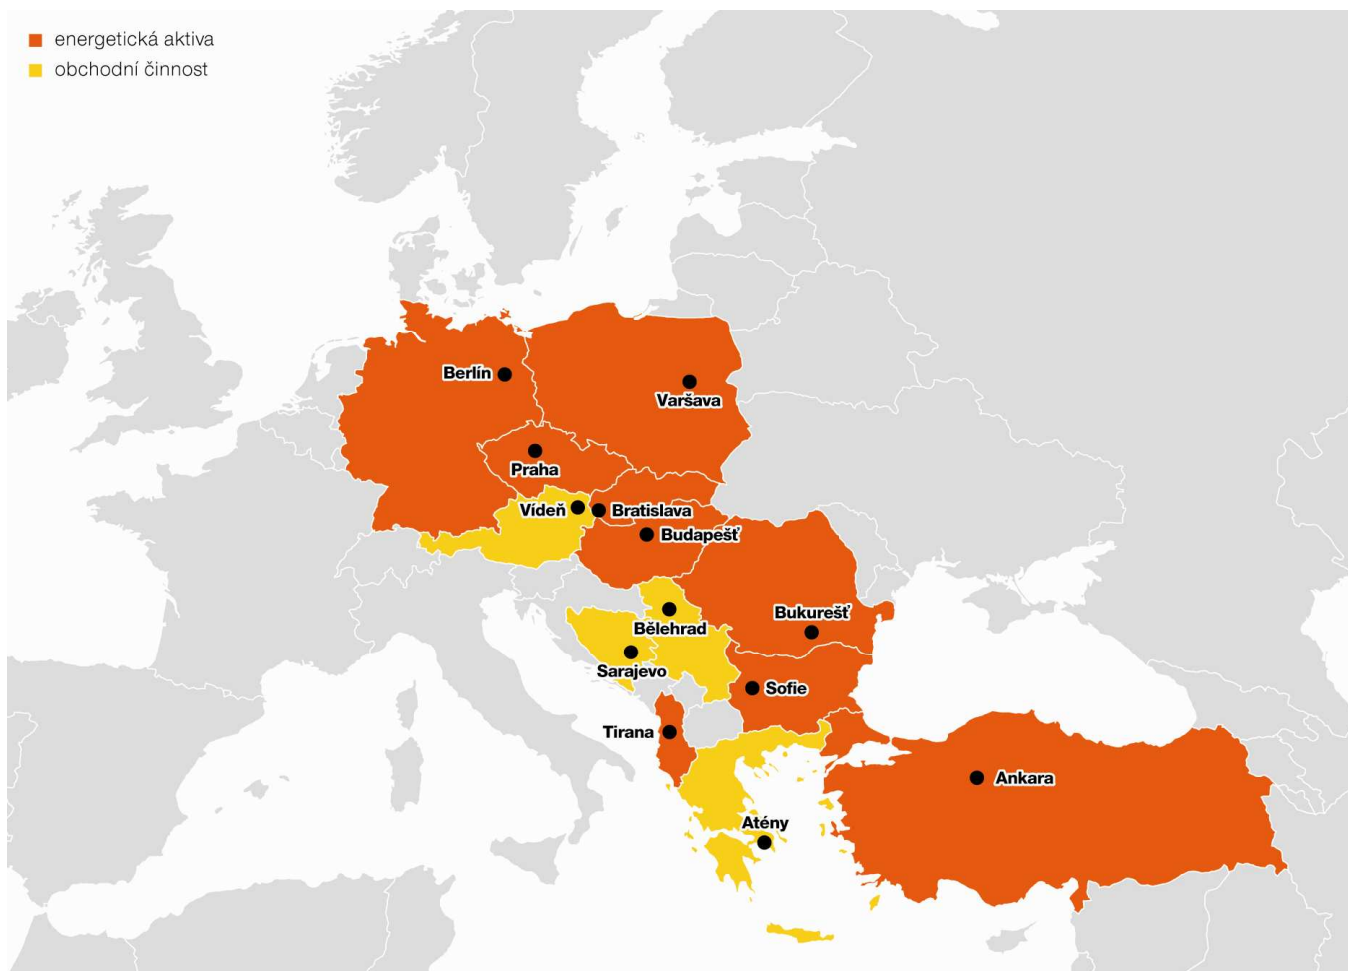 energetická aktiva
obchodní činnost
Berlín
Varšava
Praha
Vídeň
Bratislava
Budapešť
Bukurešť
Bělehrad
Sarajevo
Sofie
Tirana
Ankara
Atény